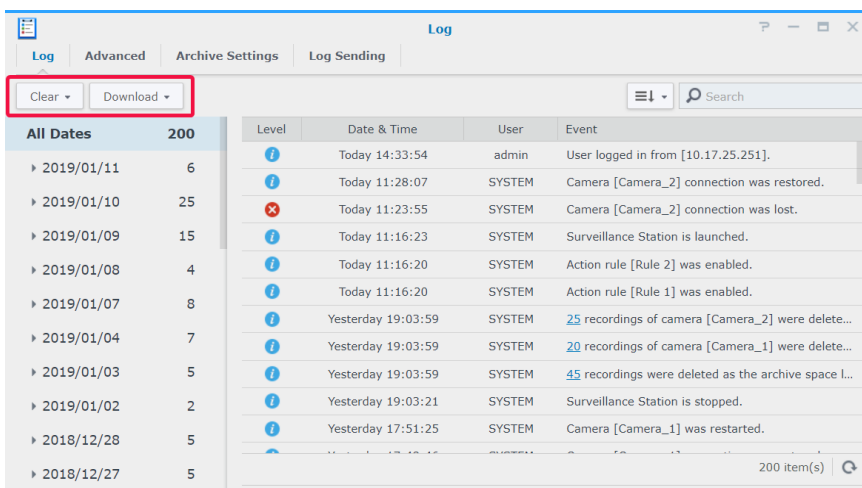 Log
Log Advanced Archive Settings Log Sending
Clear Download Search
All Dates 200
2019/01/11 6
2019/01/10 25
2019/01/09 15
2019/01/08 4
2019/01/07 8
2019/01/04 7
2019/01/03 5
2019/01/02 2
2018/12/28 5
2018/12/27 5
Level Date & Time User Event
Today 14:33:54 admin User logged in from [10.17.25.251].
Today 11:28:07 SYSTEM Camera [Camera_2] connection was restored.
Today 11:23:55 SYSTEM Camera [Camera_2] connection was lost.
Today 11:16:23 SYSTEM Surveillance Station is launched.
Today 11:16:20 SYSTEM Action rule [Rule 2] was enabled.
Today 11:16:20 SYSTEM Action rule [Rule 1] was enabled.
Yesterday 19:03:59 SYSTEM 25 recordings of camera [Camera_2] were delete...
Yesterday 19:03:59 SYSTEM 20 recordings of camera [Camera_1] were delete...
Yesterday 19:03:59 SYSTEM 45 recordings were deleted as the archive space l...
Yesterday 19:03:21 SYSTEM Surveillance Station is stopped.
Yesterday 17:51:25 SYSTEM Camera [Camera_1] was restarted.
200 item(s)